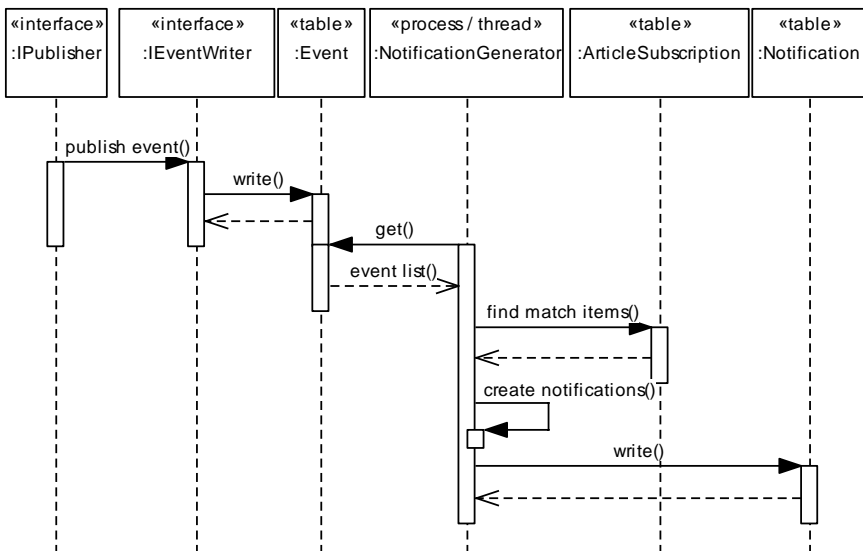 «interface»
:IPublisher
«interface»
:IEventWriter
«table»
:Event
«process / thread»
:NotificationGenerator
«table»
:ArticleSubscription
«table»
:Notification
publish event()
write()
get()
event list()
find match items()
create notifications()
write()